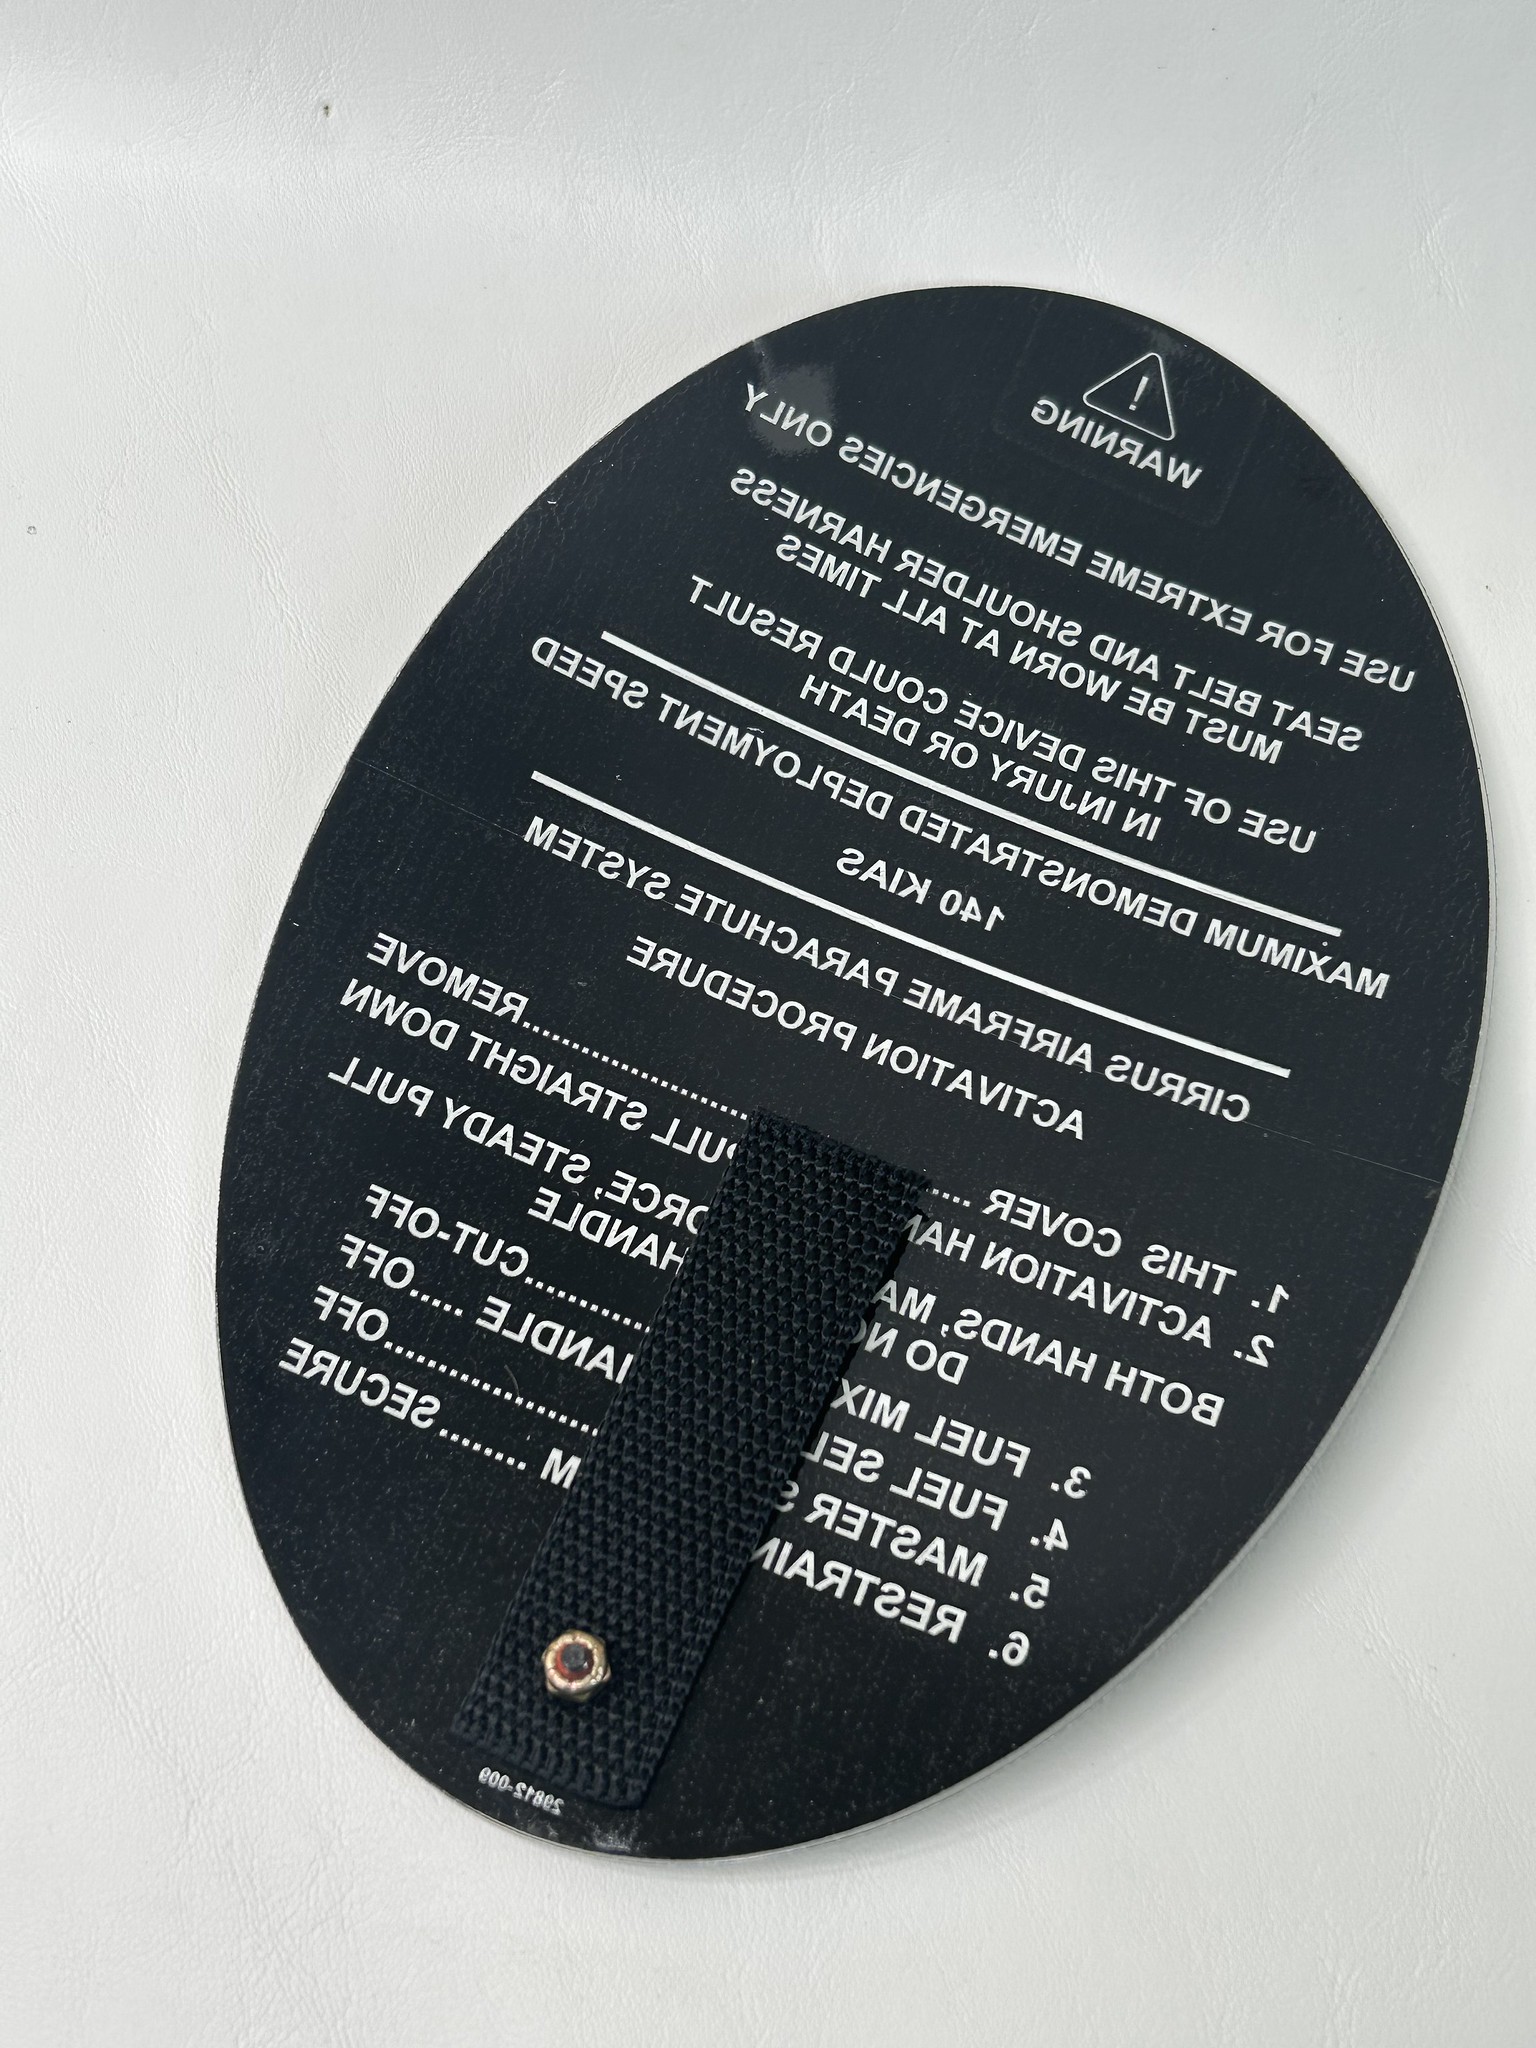 WARNING
USE FOR EXTREME EMERGENCIES ONLY
SEAT BELT AND SHOULDER HARNESS
MUST BE WORN AT ALL TIMES
USE OF THIS DEVICE COULD RESULT
IN INJURY OR DEATH
MAXIMUM DEMONSTRATED DEPLOYMENT SPEED
140 KIAS
CIRRUS AIRFRAME PARACHUTE SYSTEM
ACTIVATION PROCEDURE
1. THIS COVER ..........REMOVE
2. ACTIVATION HAN PULL STRAIGHT DOWN
BOTH HANDS, MA ORCE, STEADY PULL
DO NO HANDLE
3. FUEL MIX ..........CUT-OFF
4. FUEL SEL HANDLE .....OFF
5. MASTER S ..........OFF
6. RESTRAIN M ........SECURE
29812-009